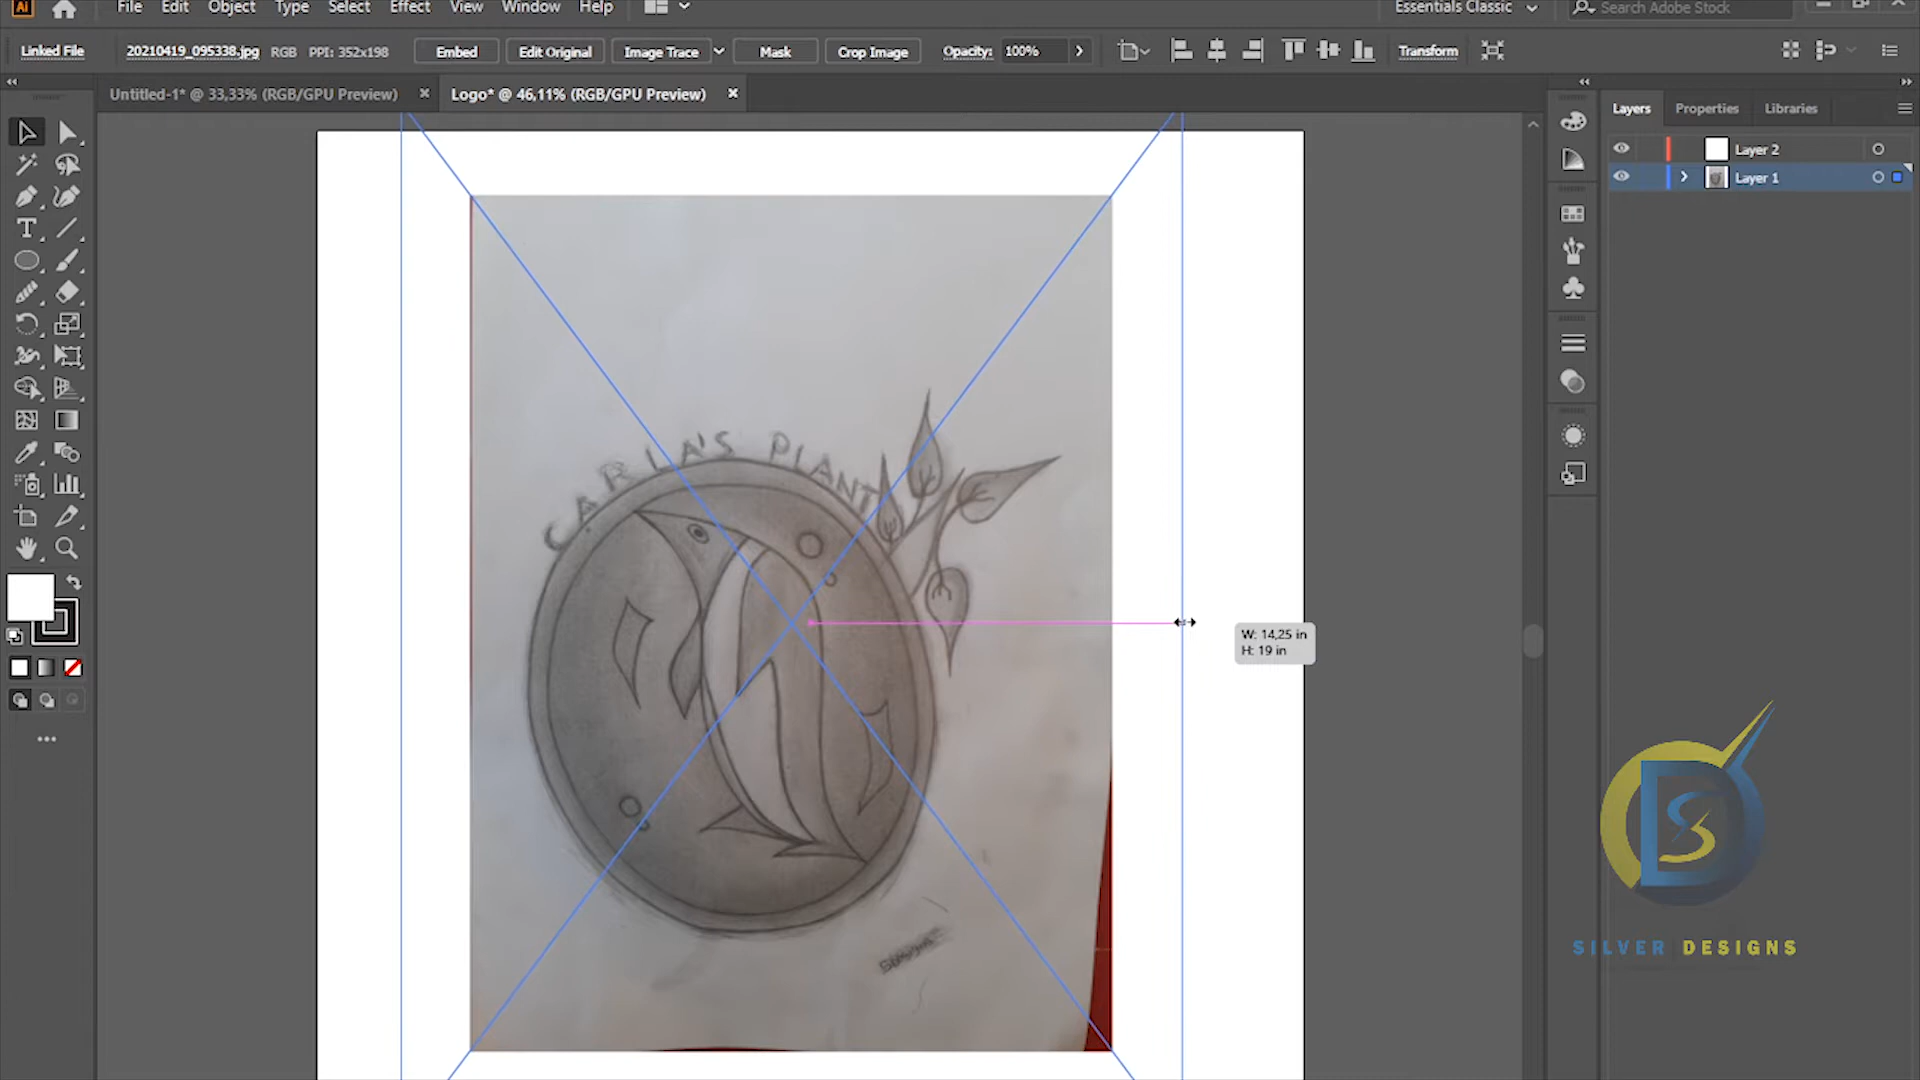 Ai File Edit Object Type Select Effect View Window Help Essentials Classic Search Adobe Stock
Linked File 20210419_095338.jpg RGB PPI: 352x198 Embed Edit Original Image Trace Mask Crop Image Opacity: 100% Transform
Untitled-1* @ 33,33% (RGB/GPU Preview) Logo* @ 46,11% (RGB/GPU Preview)
Layers Properties Libraries
Layer 2
Layer 1
CARLA'S PLANT
W: 14,25 in
H: 19 in
SILVER DESIGNS